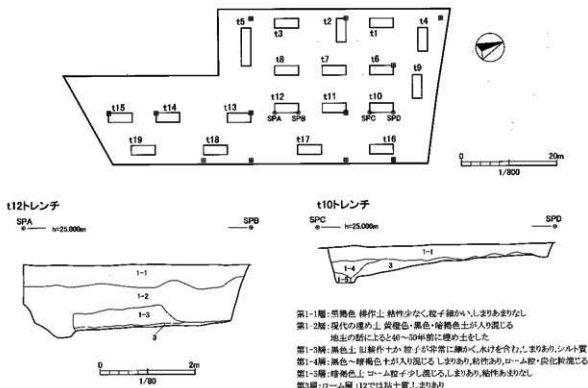 t5
t3
t2
t1
t4
t8
t7
t6
t9
t12
t11
t10
SPA
SPB
SPC
SPD
t15
t14
t13
t19
t18
t17
t16
0
20m
1/800
t12トレンチ
SPA
h=25,000m
SPB
1-1
1-2
1-3
3
0
2m
1/80
t10トレンチ
SPC
h=25,000m
SPD
1-1
1-4
3
1-5
第1-1層:黒褐色 耕作土 粘性少なく、粒子細かい、しまりあまりなし
第1-2層:現代の埋め土 黄橙色・黒色・暗褐色土が入り混じる
地主の話によると40～50年前に埋め土をした
第1-3層:黒色土 旧耕作土か 粒子が非常に細かく、水けを含む、しまりあり、シルト質
第1-4層:黒色～暗褐色土が入り混じる しまりあり、粘性あり、ローム粒・炭化粒混じる
第1-5層:暗褐色土 ローム粒子少し混じる、しまりあり、粘性あまりなし
第3層:ローム層 t12では粘土質、しまりあり